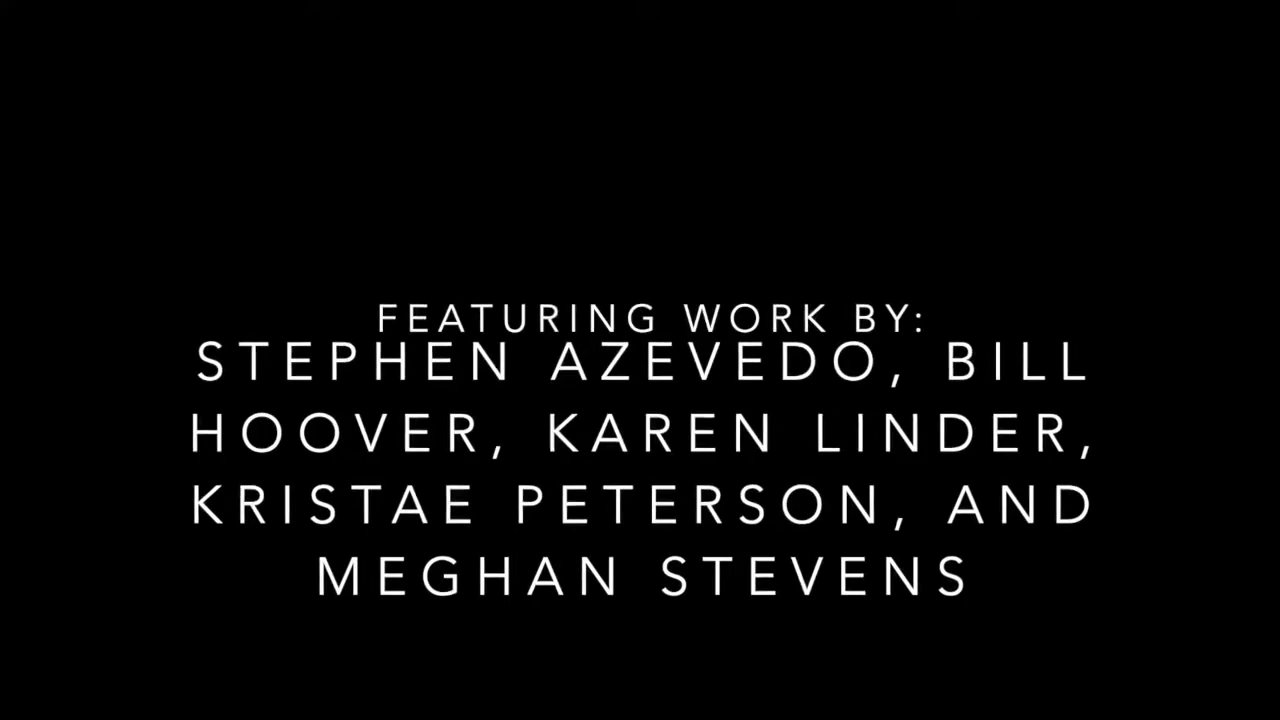 FEATURING WORK BY:
STEPHEN AZEVEDO, BILL
HOOVER, KAREN LINDER,
KRISTAE PETERSON, AND
MEGHAN STEVENS